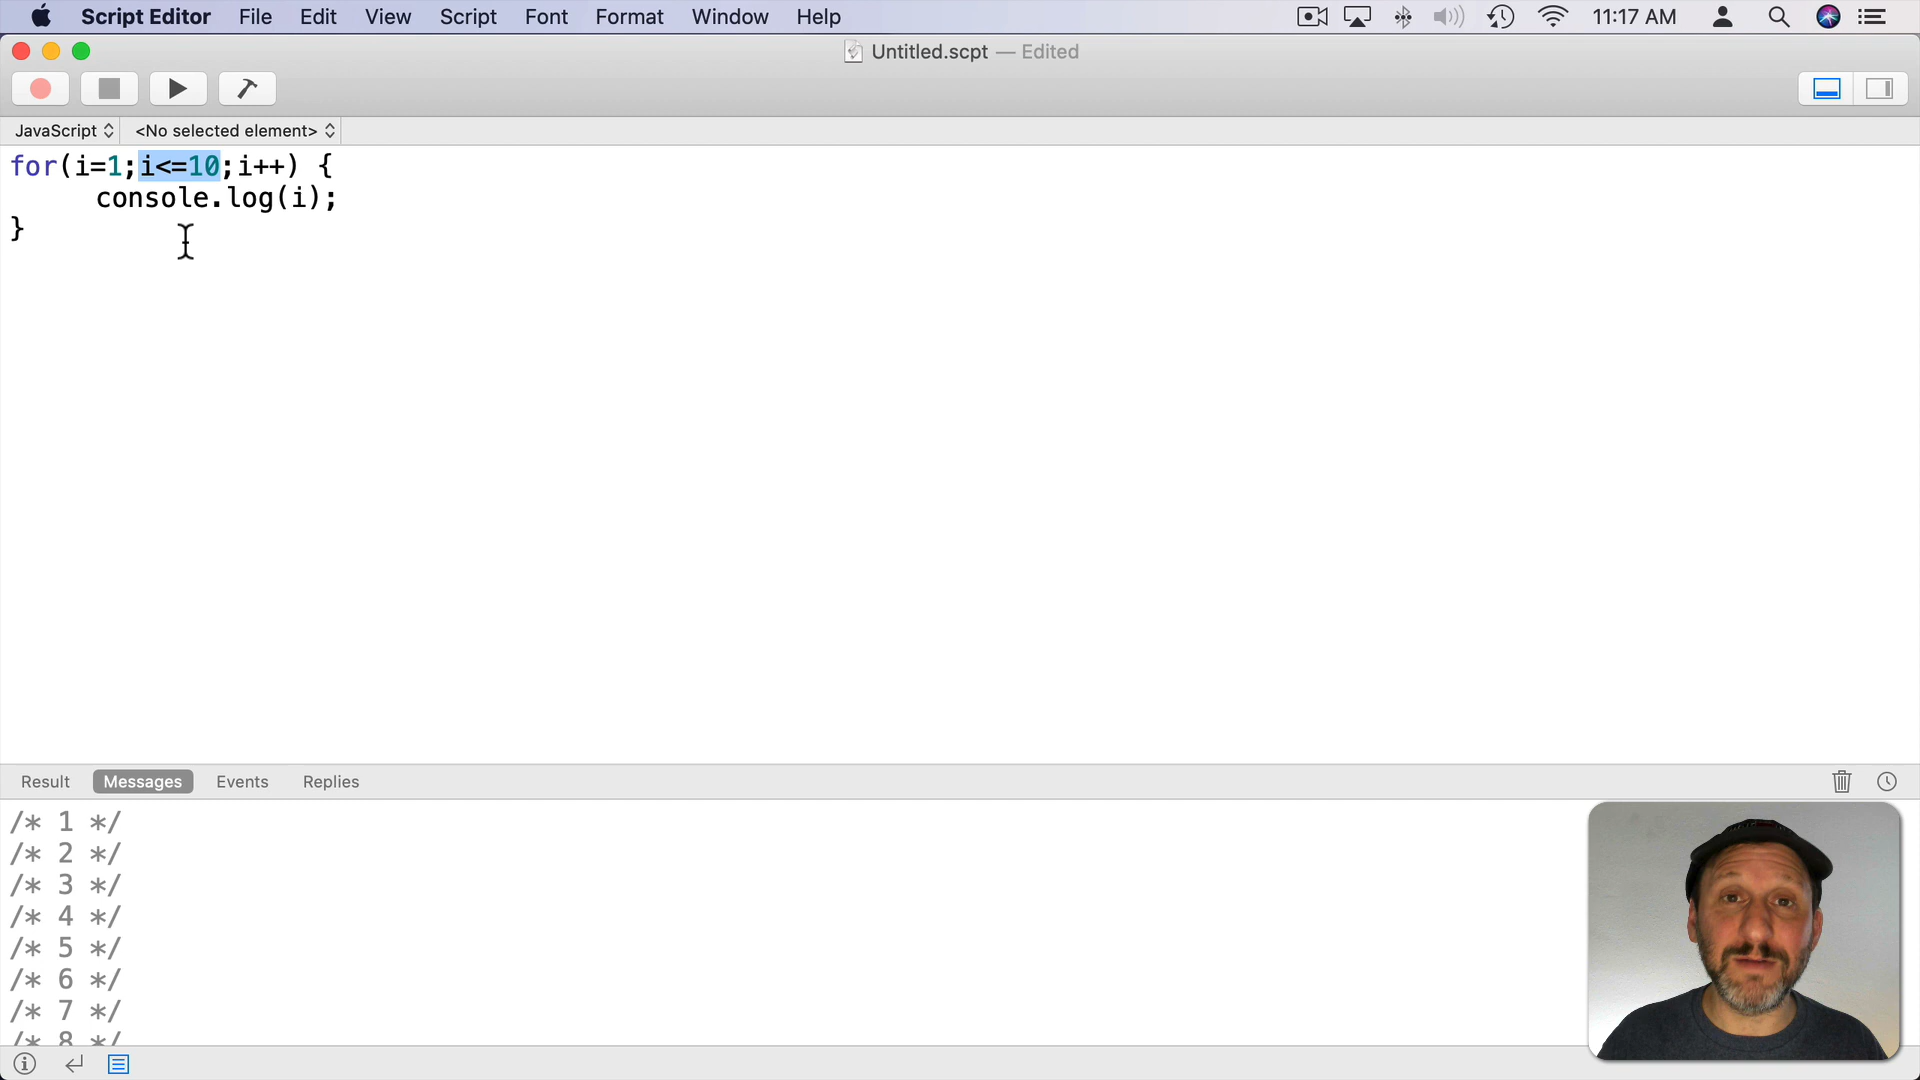 Script Editor File Edit View Script Font Format Window Help 11:17 AM
Untitled.scpt — Edited
JavaScript <No selected element>
for(i=1;i<=10;i++) {
console.log(i);
}
Result Messages Events Replies
/* 1 */
/* 2 */
/* 3 */
/* 4 */
/* 5 */
/* 6 */
/* 7 */
/* 8 */